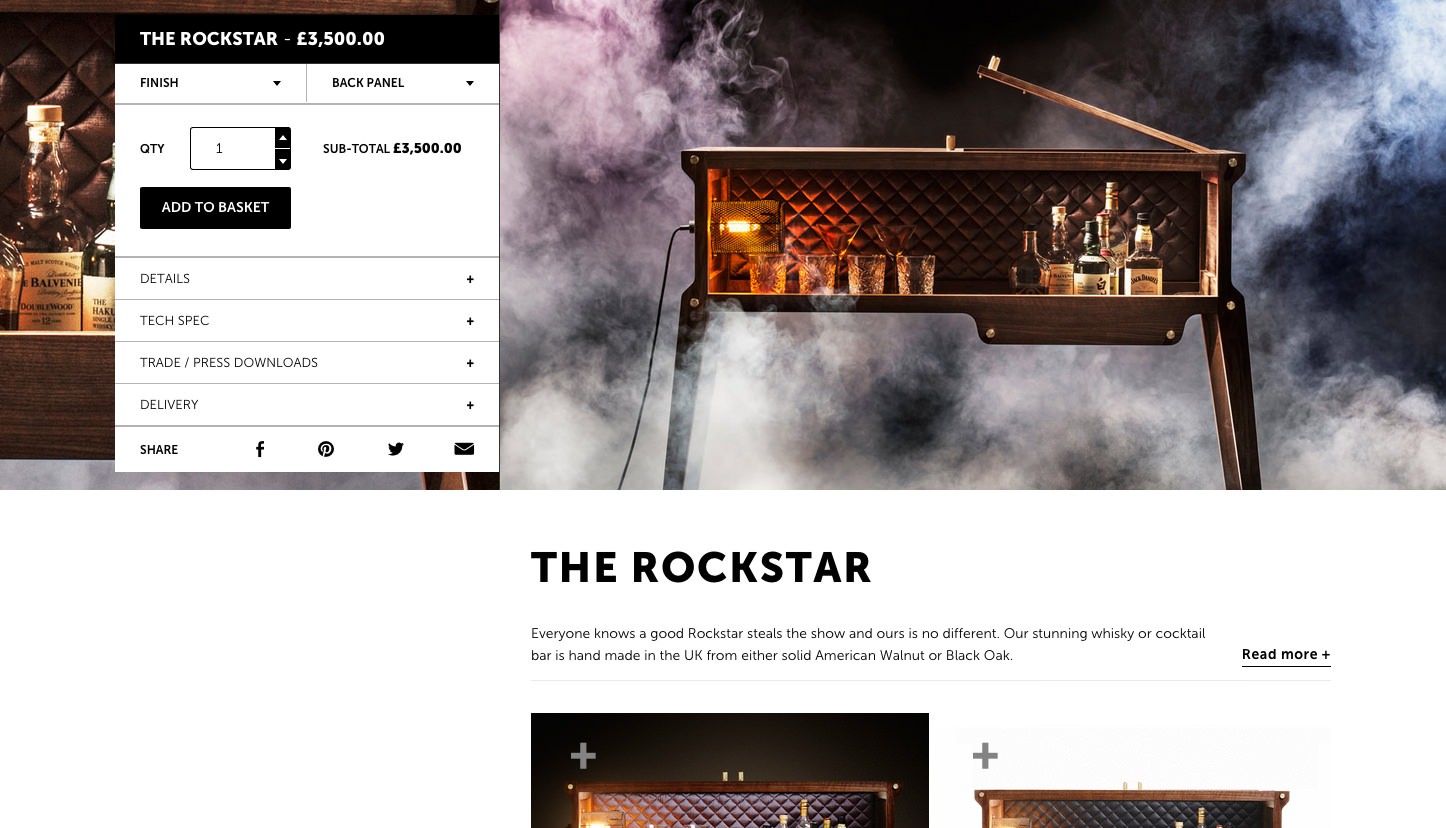 THE ROCKSTAR - £3,500.00
FINISH
BACK PANEL
QTY
1
SUB-TOTAL £3,500.00
ADD TO BASKET
DETAILS +
TECH SPEC +
TRADE / PRESS DOWNLOADS +
DELIVERY +
SHARE
BALVENIE
DOUBLEWOOD
12
THE
HAKU
JACK DANIEL'S
THE ROCKSTAR
Everyone knows a good Rockstar steals the show and ours is no different. Our stunning whisky or cocktail
bar is hand made in the UK from either solid American Walnut or Black Oak.
Read more +